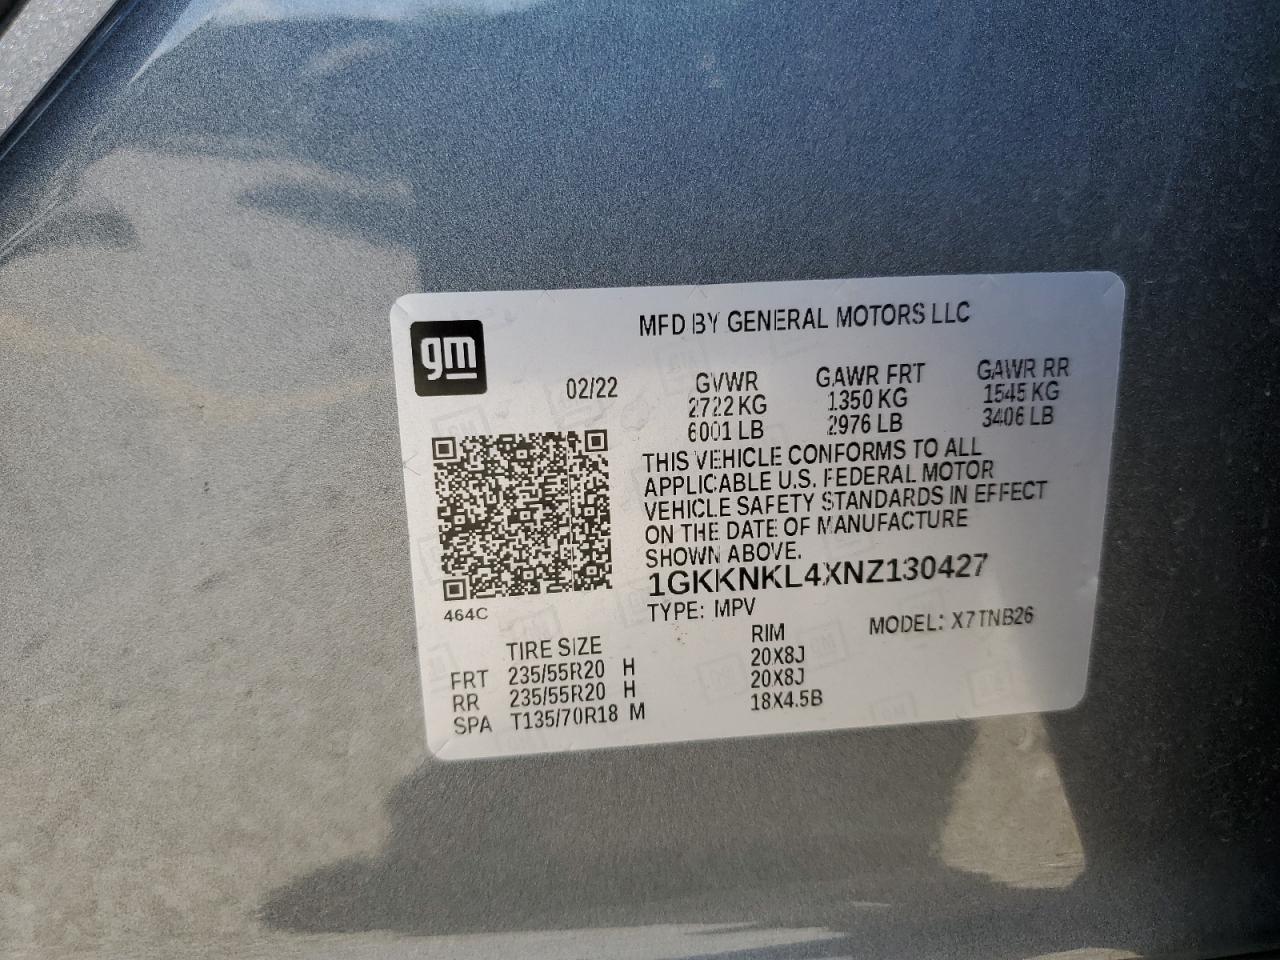 gm
MFD BY GENERAL MOTORS LLC
02/22 GVWR GAWR FRT GAWR RR
2722 KG 1350 KG 1545 KG
6001 LB 2976 LB 3406 LB
THIS VEHICLE CONFORMS TO ALL
APPLICABLE U.S. FEDERAL MOTOR
VEHICLE SAFETY STANDARDS IN EFFECT
ON THE DATE OF MANUFACTURE
SHOWN ABOVE.
1GKKNKL4XNZ130427
464C
TYPE: MPV MODEL: X7TNB26
TIRE SIZE RIM
FRT 235/55R20 H 20X8J
RR 235/55R20 H 20X8J
SPA T135/70R18 M 18X4.5B